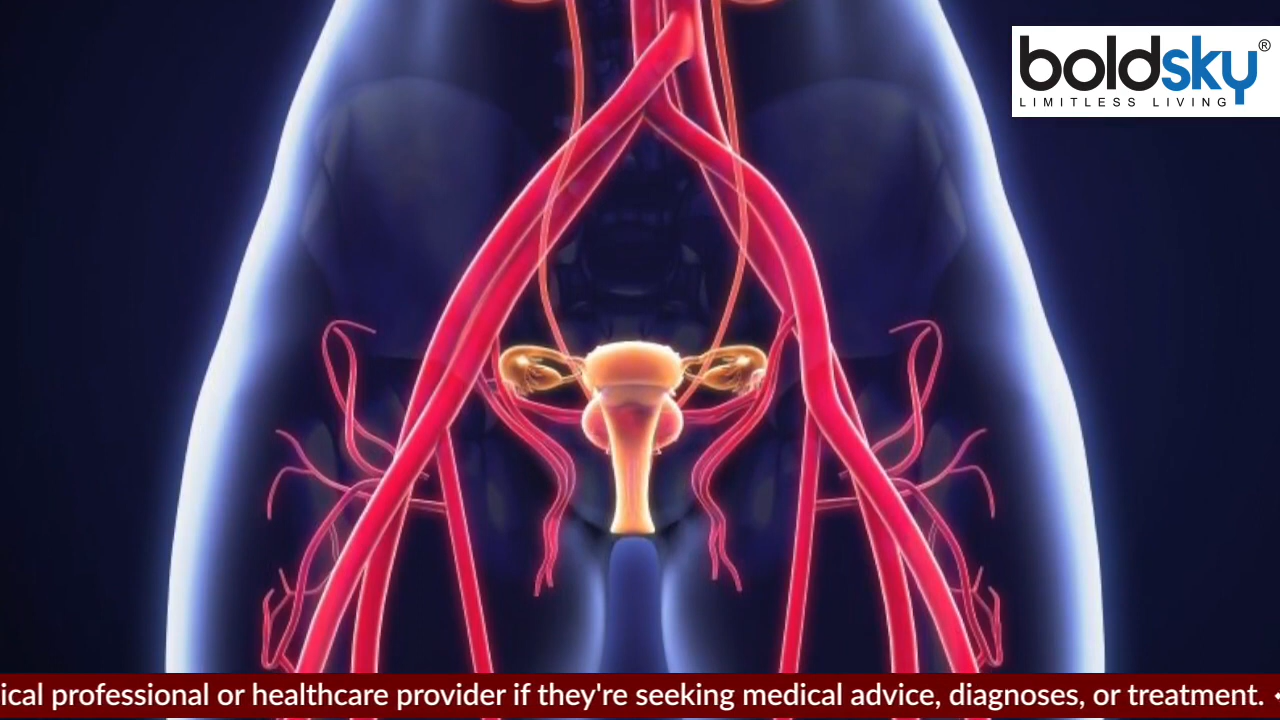 boldsky®
LIMITLESS LIVING
ical professional or healthcare provider if they're seeking medical advice, diagnoses, or treatment.